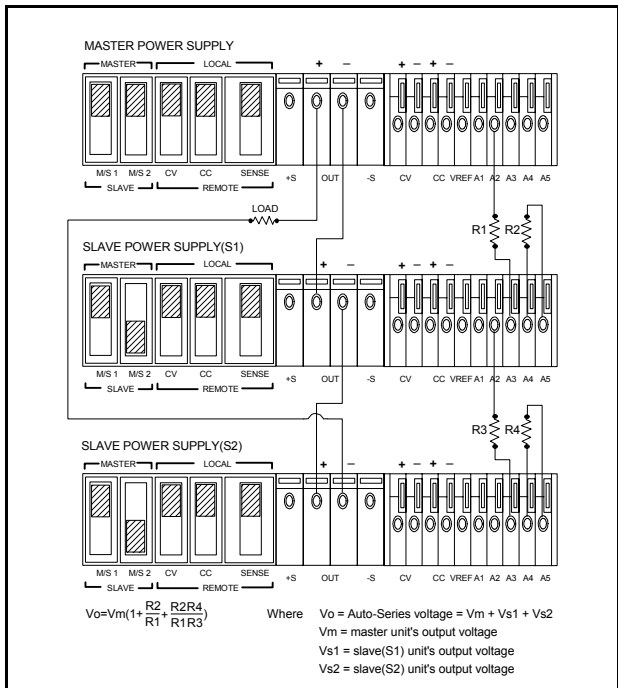 MASTER POWER SUPPLY
MASTER LOCAL + − + − + −
M/S 1 M/S 2 CV CC SENSE +S OUT -S CV CC VREF A1 A2 A3 A4 A5
SLAVE REMOTE
LOAD
R1 R2
SLAVE POWER SUPPLY(S1)
MASTER LOCAL + − + − + −
M/S 1 M/S 2 CV CC SENSE +S OUT -S CV CC VREF A1 A2 A3 A4 A5
SLAVE REMOTE
R3 R4
SLAVE POWER SUPPLY(S2)
MASTER LOCAL + − + − + −
M/S 1 M/S 2 CV CC SENSE +S OUT -S CV CC VREF A1 A2 A3 A4 A5
SLAVE REMOTE
Vo=Vm(1+R2/R1+R2R4/R1R3) Where Vo = Auto-Series voltage = Vm + Vs1 + Vs2
Vm = master unit's output voltage
Vs1 = slave(S1) unit's output voltage
Vs2 = slave(S2) unit's output voltage